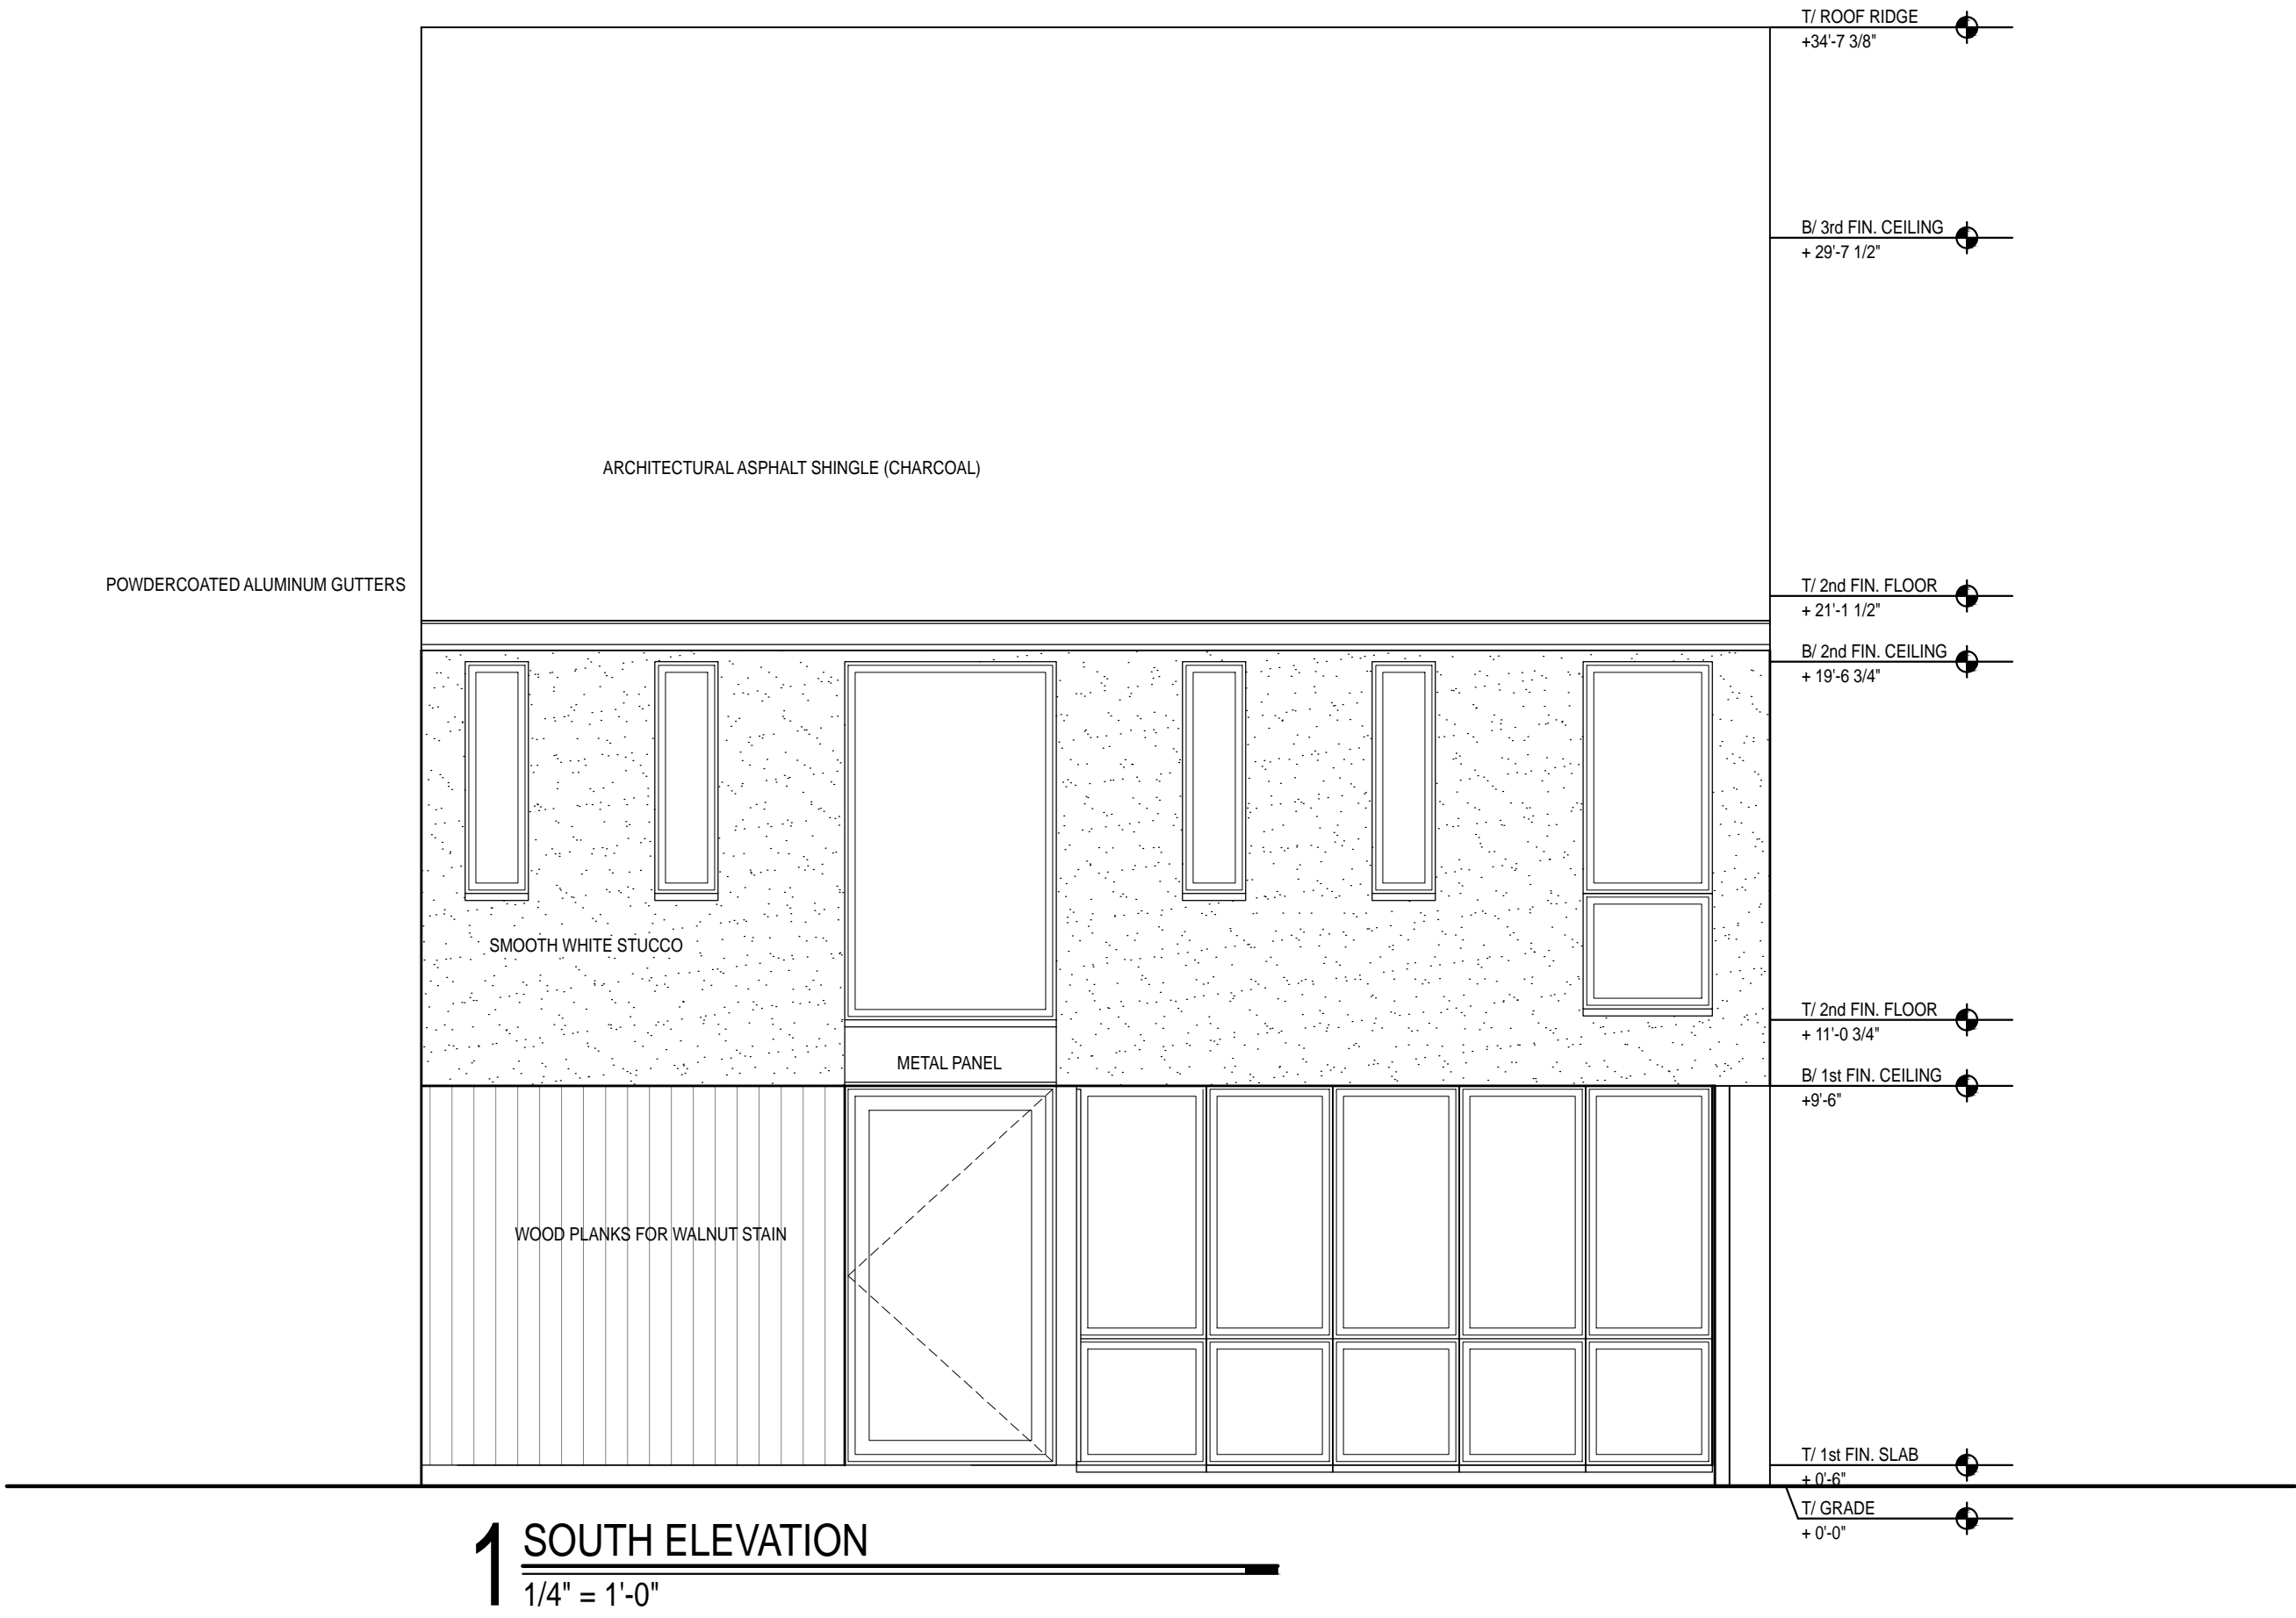 T/ ROOF RIDGE
+34'-7 3/8"
B/ 3rd FIN. CEILING
+ 29'-7 1/2"
ARCHITECTURAL ASPHALT SHINGLE (CHARCOAL)
POWDERCOATED ALUMINUM GUTTERS
T/ 2nd FIN. FLOOR
+ 21'-1 1/2"
B/ 2nd FIN. CEILING
+ 19'-6 3/4"
SMOOTH WHITE STUCCO
T/ 2nd FIN. FLOOR
+ 11'-0 3/4"
METAL PANEL
B/ 1st FIN. CEILING
+9'-6"
WOOD PLANKS FOR WALNUT STAIN
T/ 1st FIN. SLAB
+ 0'-6"
T/ GRADE
+ 0'-0"
1 SOUTH ELEVATION
1/4" = 1'-0"